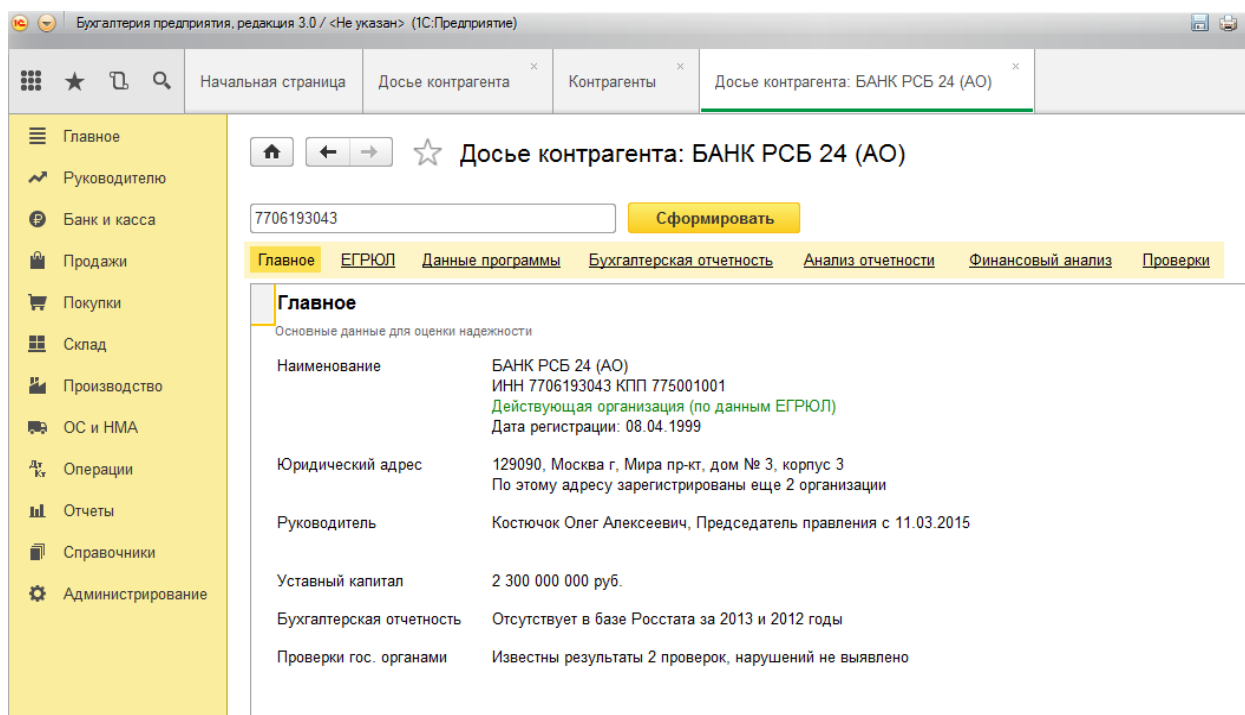 Бухгалтерия предприятия, редакция 3.0 / <Не указан> (1С:Предприятие)
Начальная страница
Досье контрагента
Контрагенты
Досье контрагента: БАНК РСБ 24 (АО)
Главное
Руководителю
Банк и касса
Продажи
Покупки
Склад
Производство
ОС и НМА
Операции
Отчеты
Справочники
Администрирование
Досье контрагента: БАНК РСБ 24 (АО)
7706193043 Сформировать
Главное ЕГРЮЛ Данные программы Бухгалтерская отчетность Анализ отчетности Финансовый анализ Проверки
Главное
Основные данные для оценки надежности
Наименование БАНК РСБ 24 (АО)
ИНН 7706193043 КПП 775001001
Действующая организация (по данным ЕГРЮЛ)
Дата регистрации: 08.04.1999
Юридический адрес 129090, Москва г, Мира пр-кт, дом № 3, корпус 3
По этому адресу зарегистрированы еще 2 организации
Руководитель Костючок Олег Алексеевич, Председатель правления с 11.03.2015
Уставный капитал 2 300 000 000 руб.
Бухгалтерская отчетность Отсутствует в базе Росстата за 2013 и 2012 годы
Проверки гос. органами Известны результаты 2 проверок, нарушений не выявлено